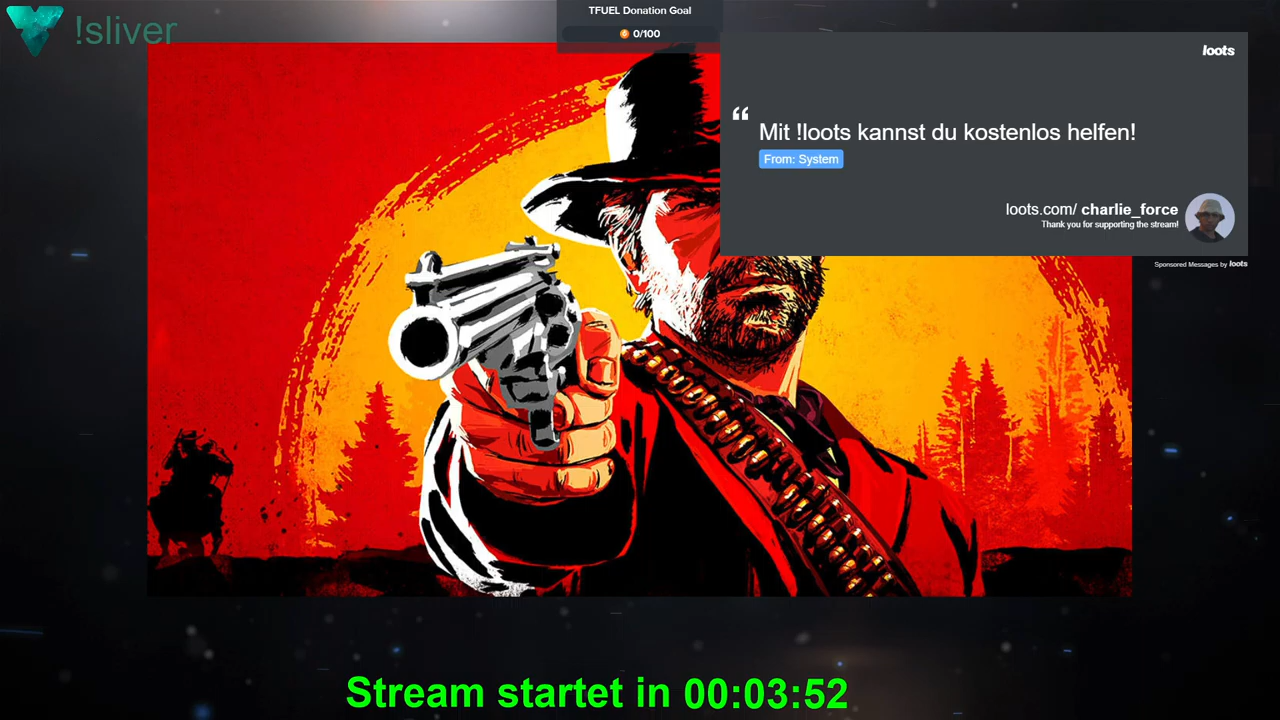 !sliver
TFUEL Donation Goal
0/100
loots
“
Mit !loots kannst du kostenlos helfen!
From: System
loots.com/ charlie_force
Thank you for supporting the stream!
Sponsored Messages by loots
Stream startet in 00:03:52